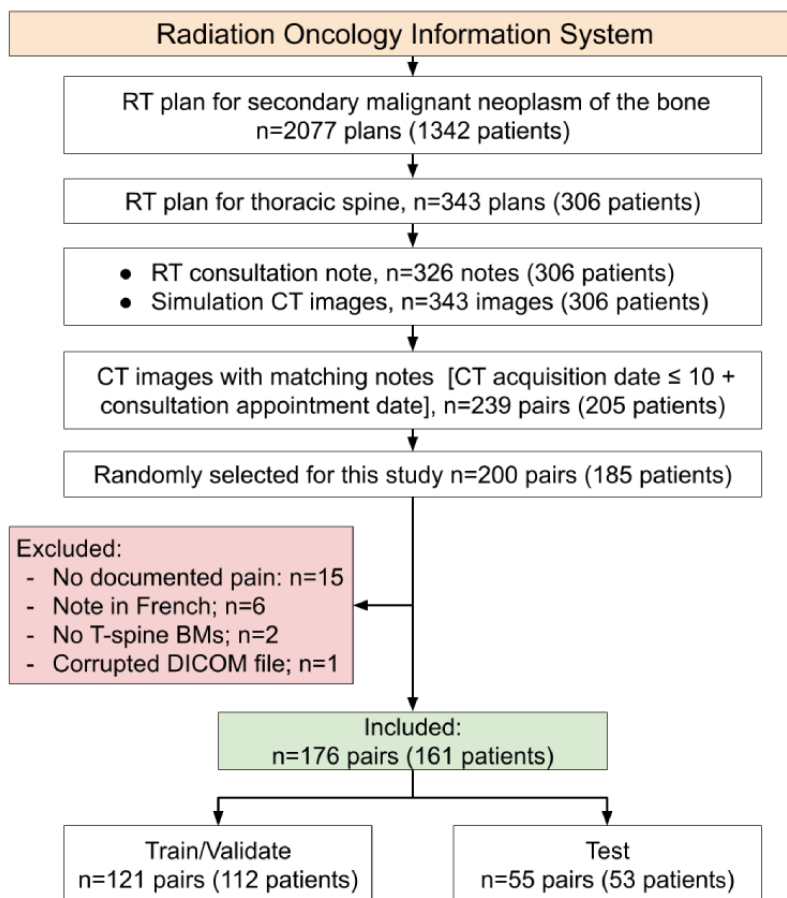 Radiation Oncology Information System
RT plan for secondary malignant neoplasm of the bone
n=2077 plans (1342 patients)
RT plan for thoracic spine, n=343 plans (306 patients)
● RT consultation note, n=326 notes (306 patients)
● Simulation CT images, n=343 images (306 patients)
CT images with matching notes [CT acquisition date ≤ 10 +
consultation appointment date], n=239 pairs (205 patients)
Randomly selected for this study n=200 pairs (185 patients)
Excluded:
- No documented pain: n=15
- Note in French; n=6
- No T-spine BMs; n=2
- Corrupted DICOM file; n=1
Included:
n=176 pairs (161 patients)
Train/Validate
n=121 pairs (112 patients)
Test
n=55 pairs (53 patients)